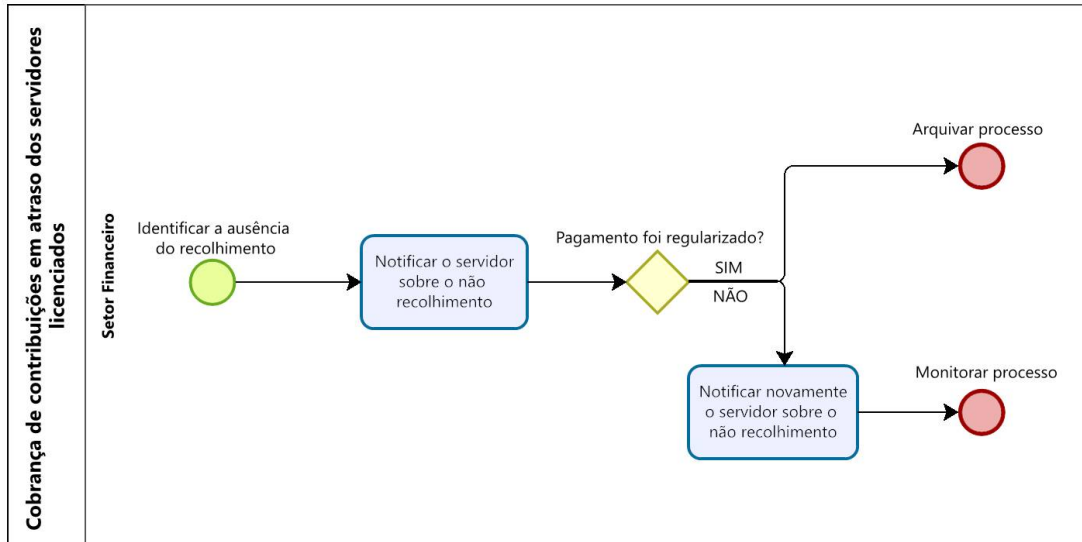 Cobrança de contribuições em atraso dos servidores
licenciados
Setor Financeiro
Identificar a ausência
do recolhimento
Notificar o servidor
sobre o não
recolhimento
Pagamento foi regularizado?
SIM
NÃO
Arquivar processo
Notificar novamente
o servidor sobre o
não recolhimento
Monitorar processo